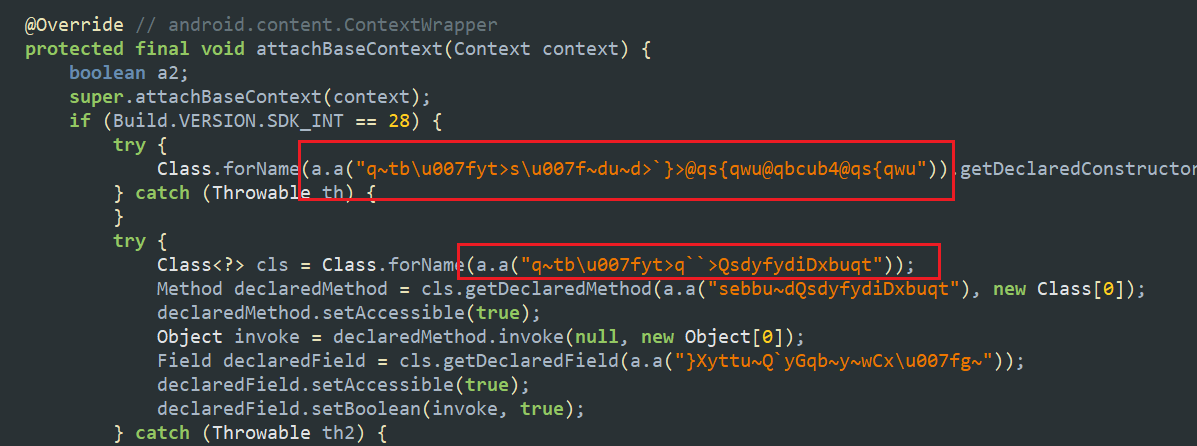 @Override // android.content.ContextWrapper
protected final void attachBaseContext(Context context) {
boolean a2;
super.attachBaseContext(context);
if (Build.VERSION.SDK_INT == 28) {
try {
Class.forName(a.a("q~tb\u007fyt>s\u007f~du~d>`}>@qs{qwu@qbcub4@qs{qwu")).getDeclaredConstructor
} catch (Throwable th) {
}
try {
Class<?> cls = Class.forName(a.a("q~tb\u007fyt>q``>QsdyfydiDxbuqt"));
Method declaredMethod = cls.getDeclaredMethod(a.a("sebbu~dQsdyfydiDxbuqt"), new Class[0]);
declaredMethod.setAccessible(true);
Object invoke = declaredMethod.invoke(null, new Object[0]);
Field declaredField = cls.getDeclaredField(a.a("}Xyttu~Q`yGqb~y~wCx\u007fg~"));
declaredField.setAccessible(true);
declaredField.setBoolean(invoke, true);
} catch (Throwable th2) {